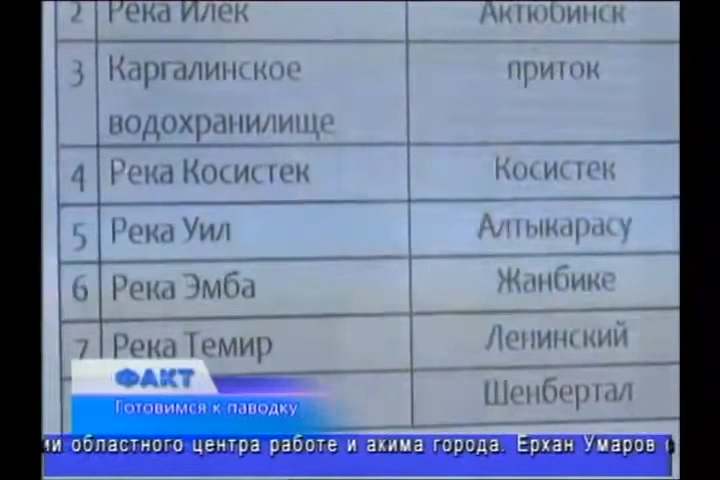 2 Река Илек Актюбинск
3 Каргалинское приток
водохранилище
4 Река Косистек Косистек
5 Река Уил Алтыкарасу
6 Река Эмба Жанбике
7 Река Темир Ленинский
Шенбертал
ФАКТ
Готовимся к паводку
областного центра работе и акима города. Ерхан Умаров